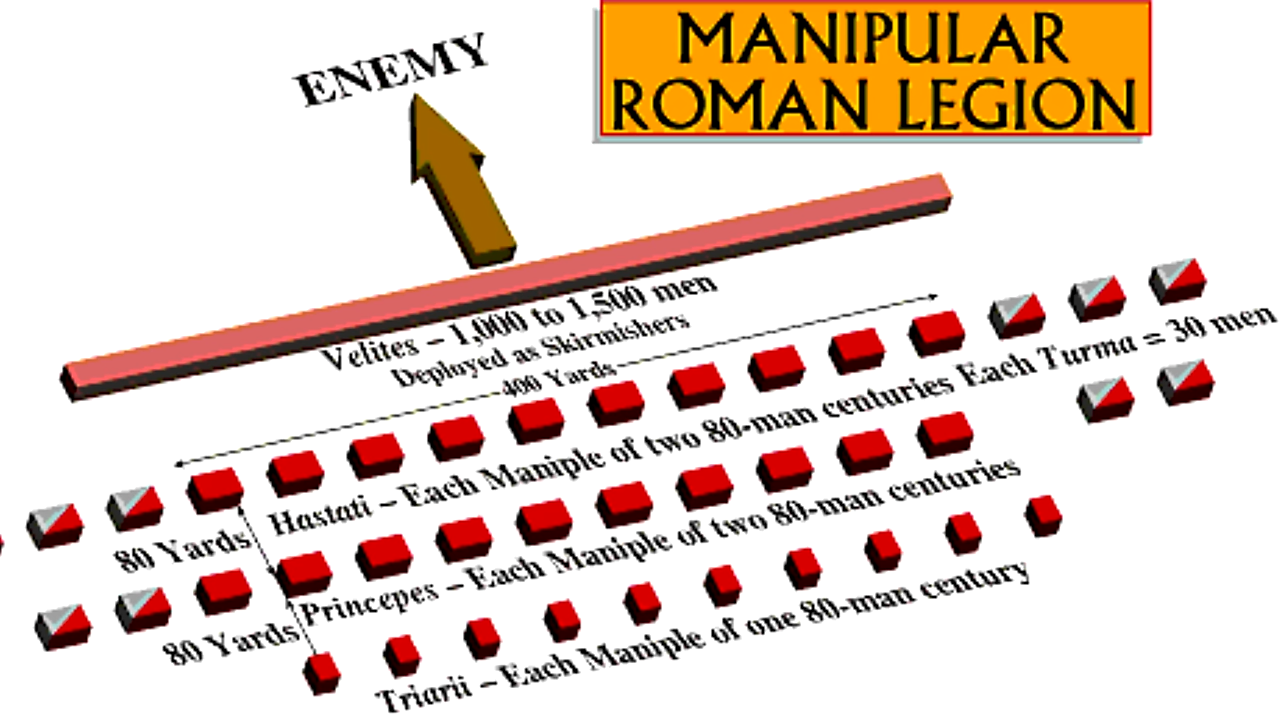 MANIPULAR
ROMAN LEGION
ENEMY
Velites – 1,000 to 1,500 men
Deployed as Skirmishers
400 Yards
Each Turma = 30 men
Hastati – Each Maniple of two 80-man centuries
80 Yards
Princepes – Each Maniple of two 80-man centuries
80 Yards
Triarii – Each Maniple of one 80-man century